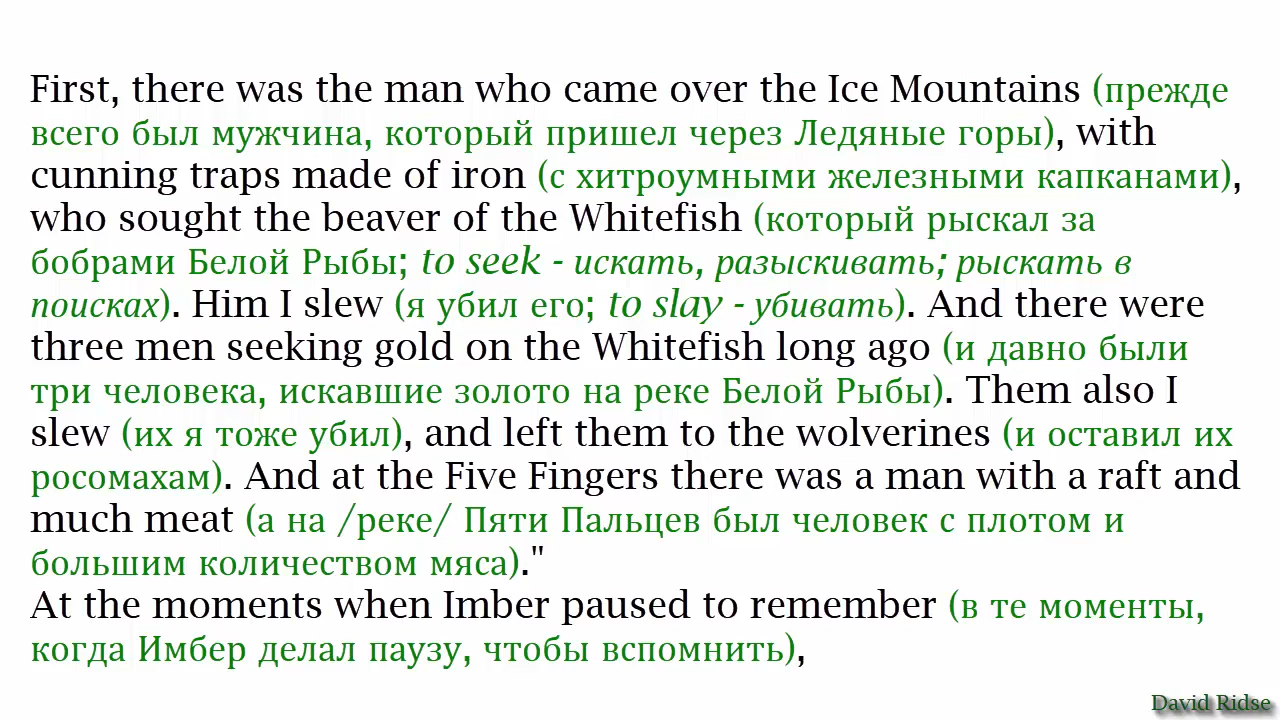 First, there was the man who came over the Ice Mountains (прежде
всего был мужчина, который пришел через Ледяные горы), with
cunning traps made of iron (с хитроумными железными капканами),
who sought the beaver of the Whitefish (который рыскал за
бобрами Белой Рыбы; to seek - искать, разыскивать; рыскать в
поисках). Him I slew (я убил его; to slay - убивать). And there were
three men seeking gold on the Whitefish long ago (и давно были
три человека, искавшие золото на реке Белой Рыбы). Them also I
slew (их я тоже убил), and left them to the wolverines (и оставил их
росомахам). And at the Five Fingers there was a man with a raft and
much meat (а на /реке/ Пяти Пальцев был человек с плотом и
большим количеством мяса)."
At the moments when Imber paused to remember (в те моменты,
когда Имбер делал паузу, чтобы вспомнить),
David Ridse